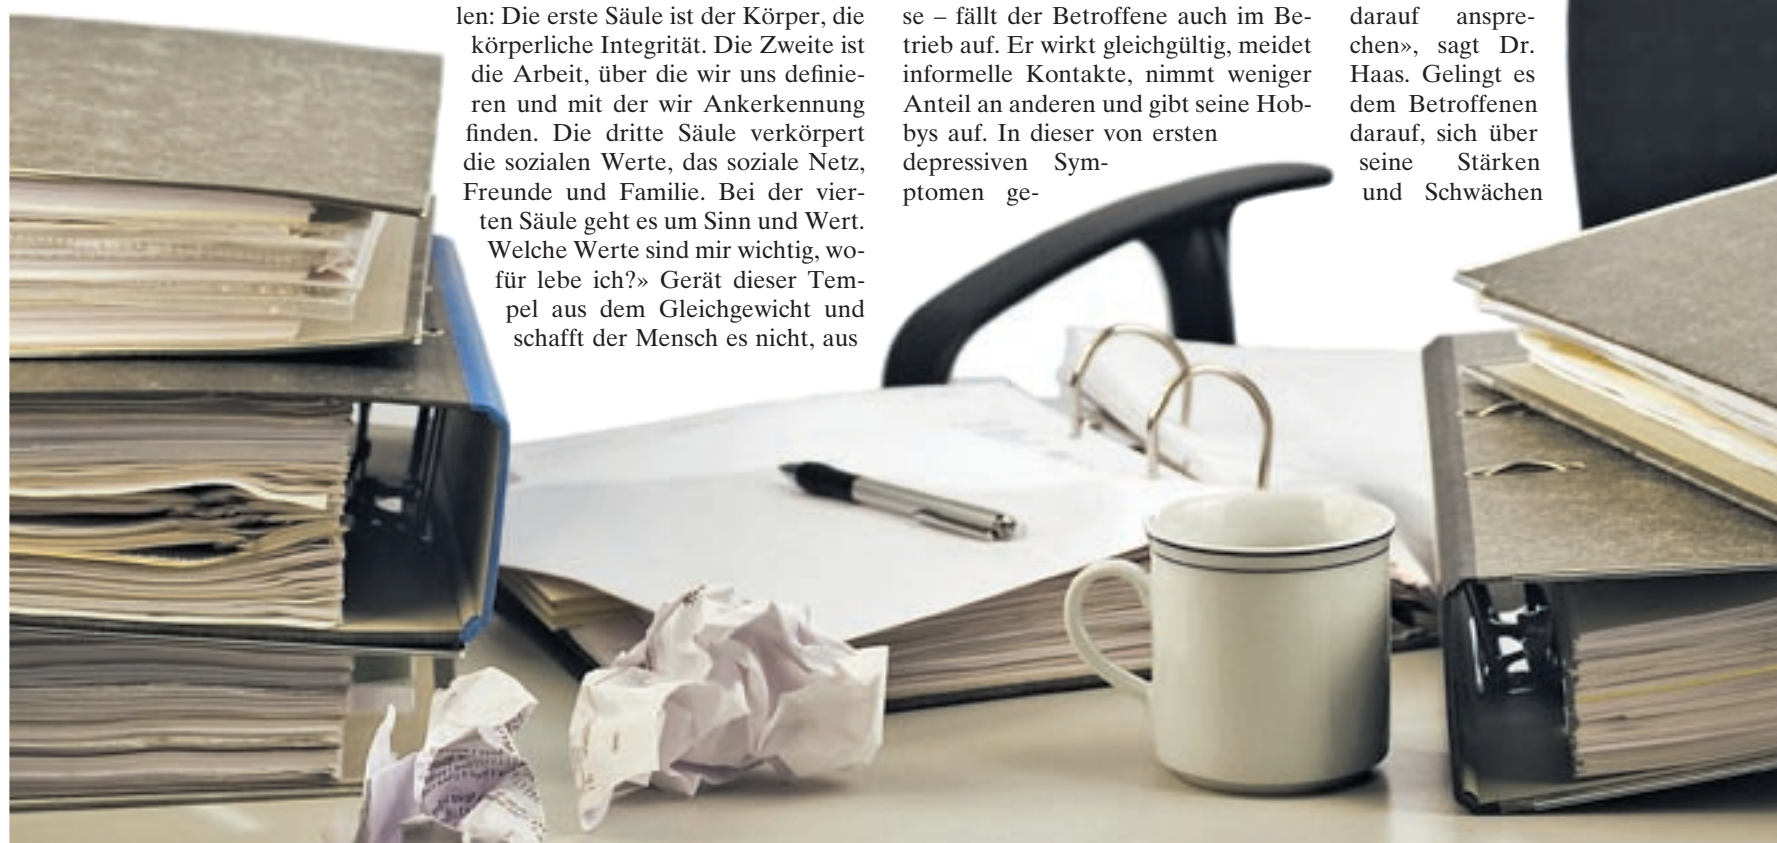 len: Die erste Säule ist der Körper, die
körperliche Integrität. Die Zweite ist
die Arbeit, über die wir uns definie-
ren und mit der wir Ankerkennung
finden. Die dritte Säule verkörpert
die sozialen Werte, das soziale Netz,
Freunde und Familie. Bei der vier-
ten Säule geht es um Sinn und Wert.
Welche Werte sind mir wichtig, wo-
für lebe ich?» Gerät dieser Tem-
pel aus dem Gleichgewicht und
schafft der Mensch es nicht, aus
se – fällt der Betroffene auch im Be-
trieb auf. Er wirkt gleichgültig, meidet
informelle Kontakte, nimmt weniger
Anteil an anderen und gibt seine Hob-
bys auf. In dieser von ersten
depressiven Sym-
ptomen ge-
darauf anspre-
chen», sagt Dr.
Haas. Gelingt es
dem Betroffenen
darauf, sich über
seine Stärken
und Schwächen